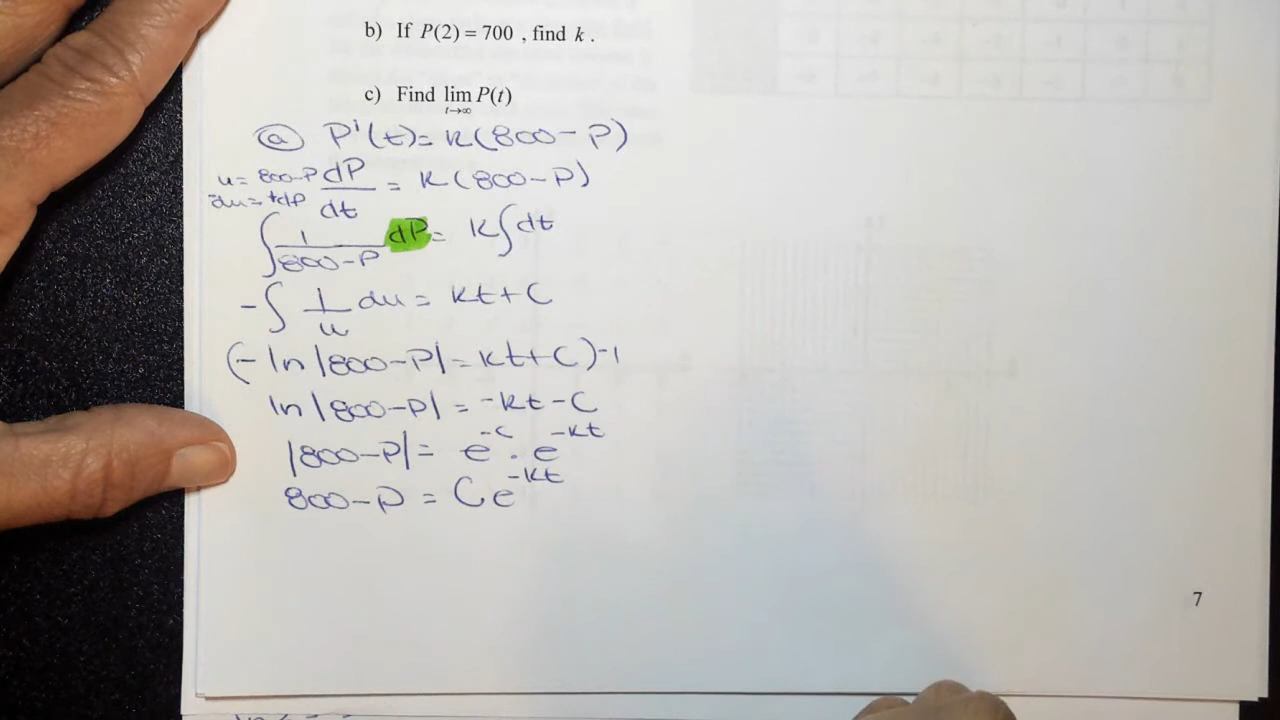 b) If P(2) = 700 , find k .
c) Find lim P(t)
t→∞
ⓐ P'(t) = k(800-P)
u = 800-P dP/dt = k(800-P)
-du = +dP
∫ 1/(800-P) dP = k∫dt
-∫ 1/u du = kt+C
(-ln|800-P| = kt+C)-1
ln|800-P| = -kt-C
|800-P| = e^-c · e^-kt
800-P = Ce^-kt
7